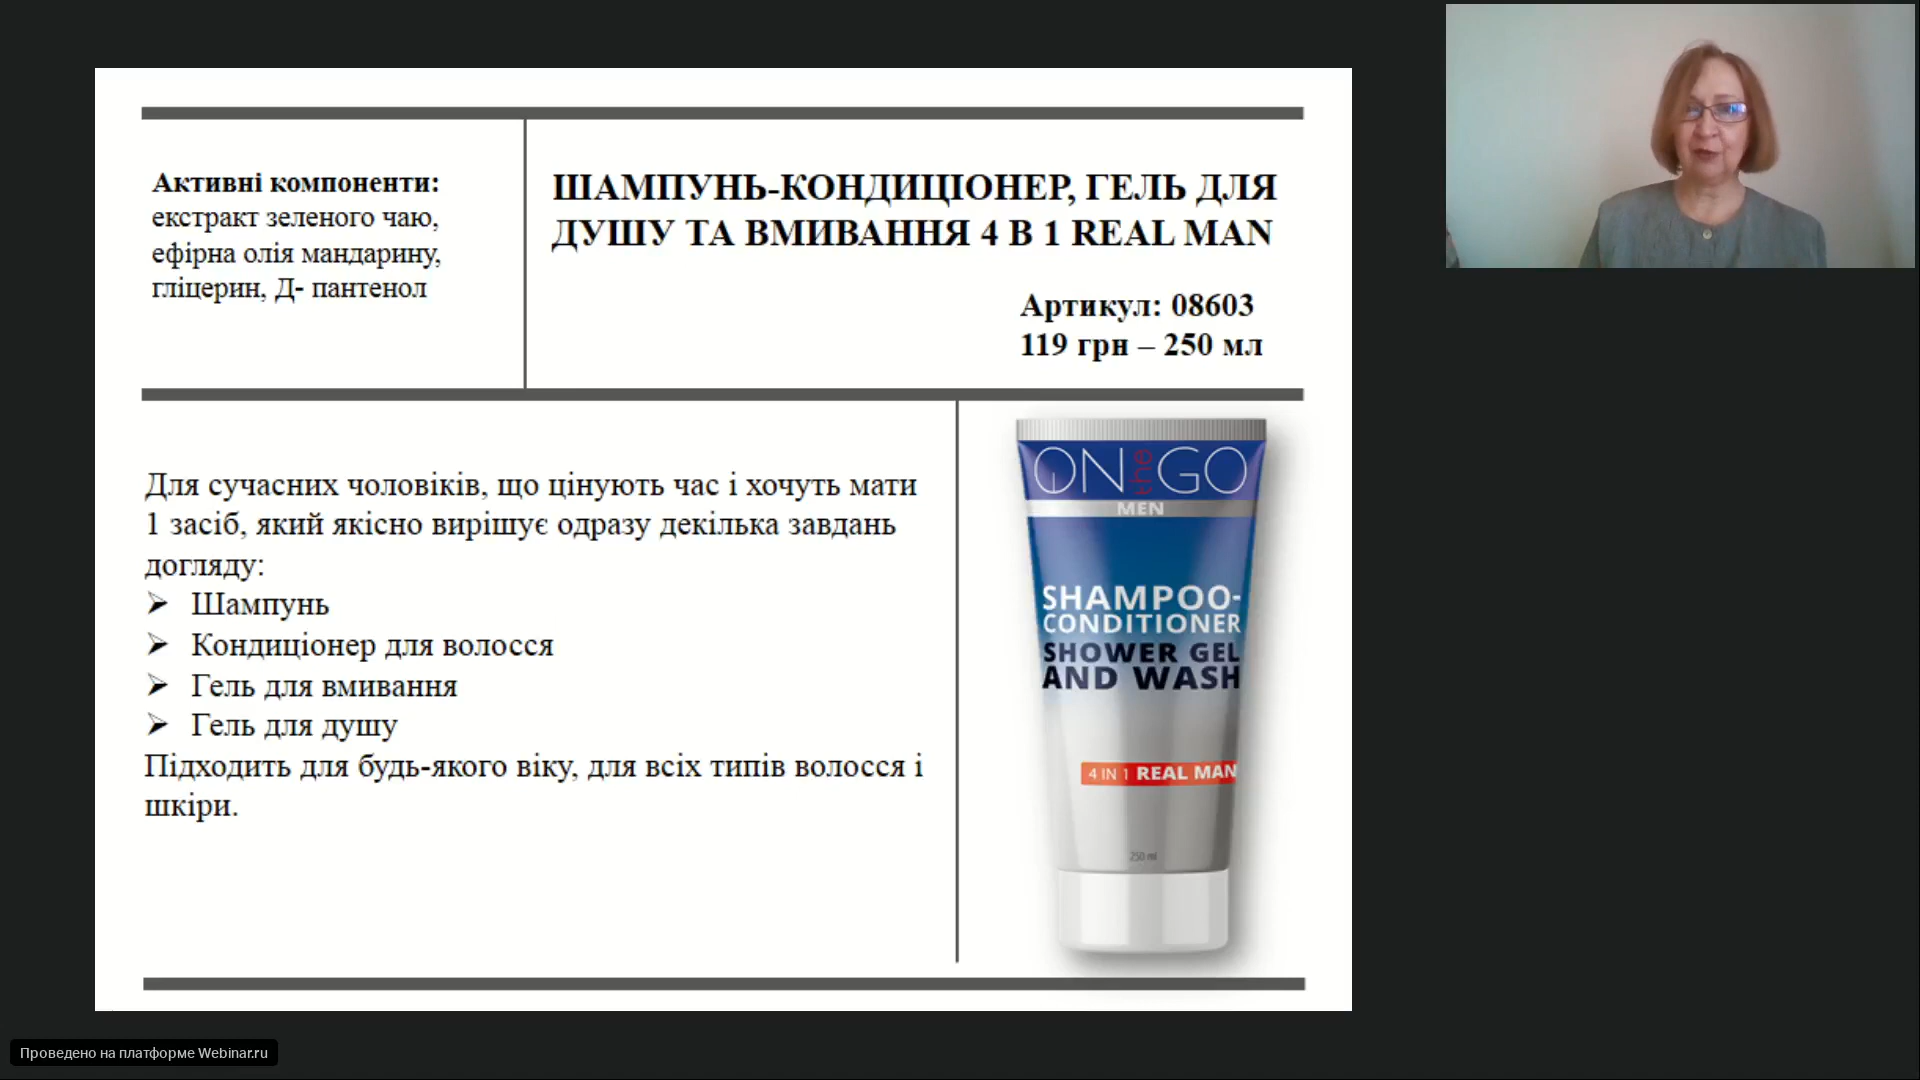 Активні компоненти:
екстракт зеленого чаю,
ефірна олія мандарину,
гліцерин, Д- пантенол
ШАМПУНЬ-КОНДИЦІОНЕР, ГЕЛЬ ДЛЯ
ДУШУ ТА ВМИВАННЯ 4 В 1 REAL MAN
Артикул: 08603
119 грн – 250 мл
Для сучасних чоловіків, що цінують час і хочуть мати
1 засіб, який якісно вирішує одразу декілька завдань
догляду:
Шампунь
Кондиціонер для волосся
Гель для вмивання
Гель для душу
Підходить для будь-якого віку, для всіх типів волосся і
шкіри.
ON the GO
MEN
SHAMPOO-
CONDITIONER
SHOWER GEL
AND WASH
4 IN 1 REAL MAN
250 ml
Проведено на платформе Webinar.ru